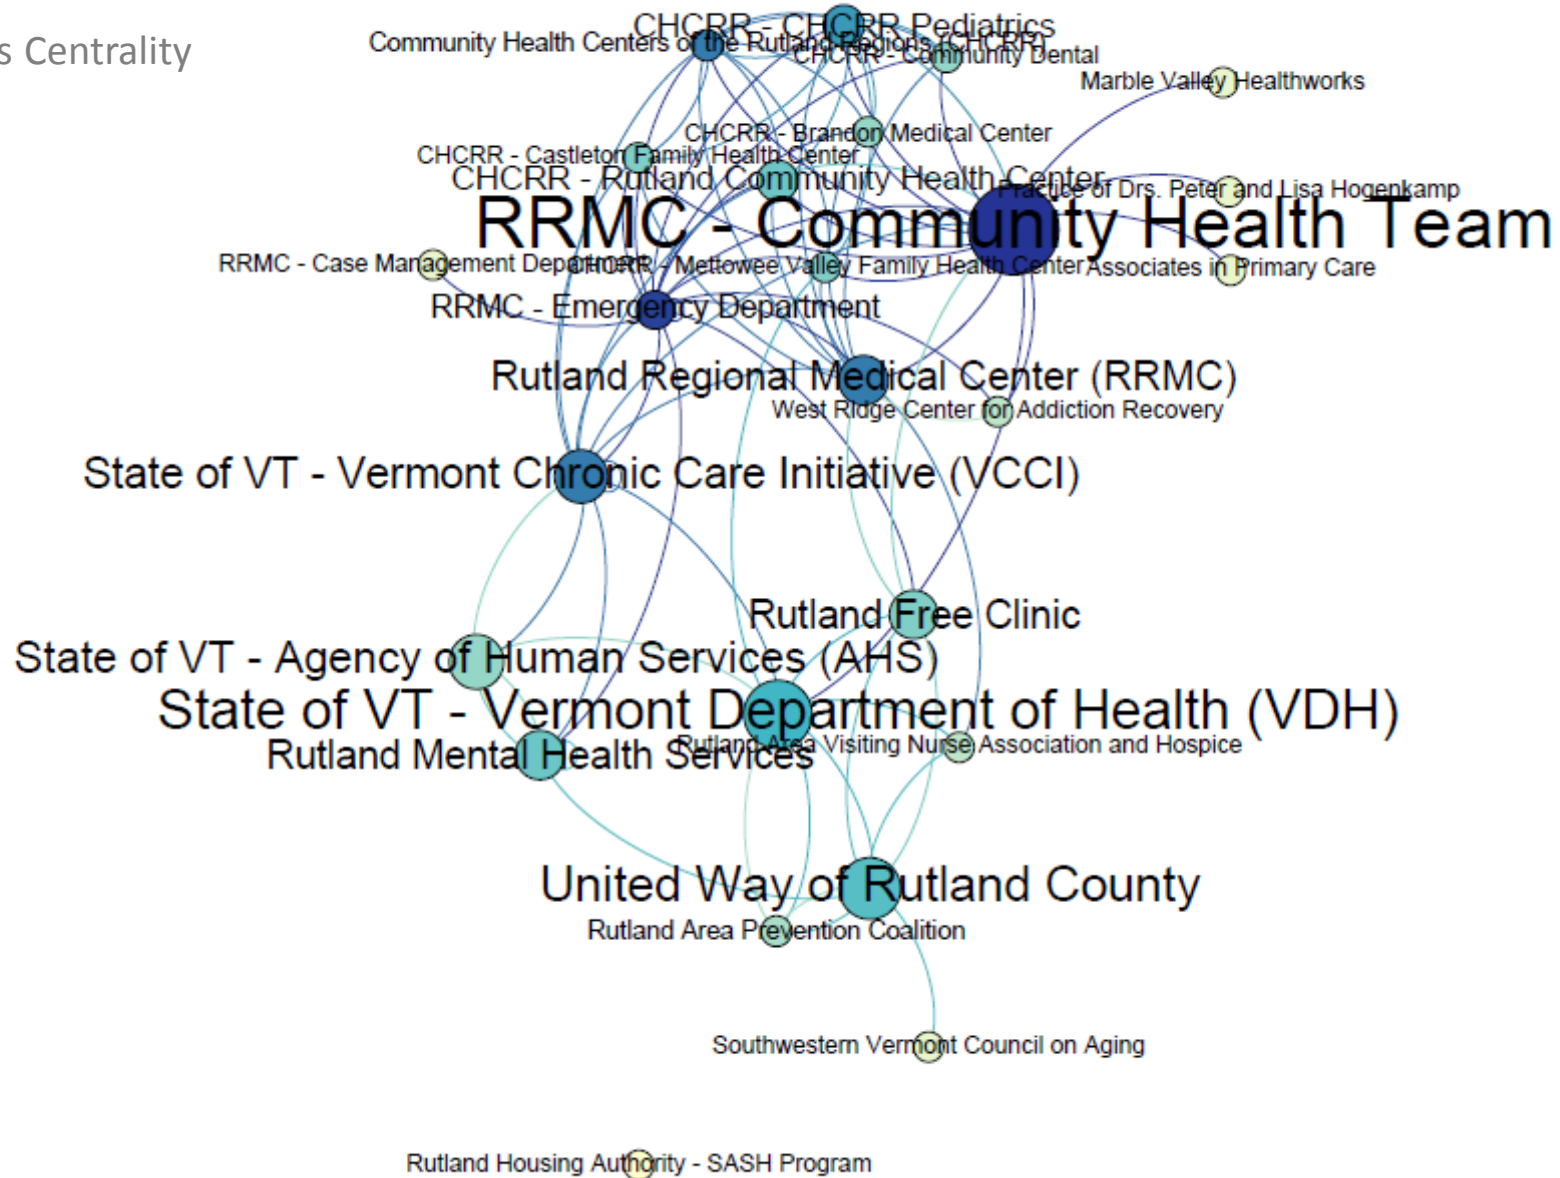 s Centrality
CHCRR - CHCRR Pediatrics
Community Health Centers of the Rutland Regions (CHCRR)
CHCRR - Community Dental
Marble Valley Healthworks
CHCRR - Brandon Medical Center
CHCRR - Castleton Family Health Center
CHCRR - Rutland Community Health Center
Practice of Drs. Peter and Lisa Hogenkamp
RRMC - Community Health Team
RRMC - Case Management Department
CHCRR - Mettowee Valley Family Health Center
Associates in Primary Care
RRMC - Emergency Department
Rutland Regional Medical Center (RRMC)
West Ridge Center for Addiction Recovery
State of VT - Vermont Chronic Care Initiative (VCCI)
Rutland Free Clinic
State of VT - Agency of Human Services (AHS)
State of VT - Vermont Department of Health (VDH)
Rutland Area Visiting Nurse Association and Hospice
Rutland Mental Health Services
United Way of Rutland County
Rutland Area Prevention Coalition
Southwestern Vermont Council on Aging
Rutland Housing Authority - SASH Program